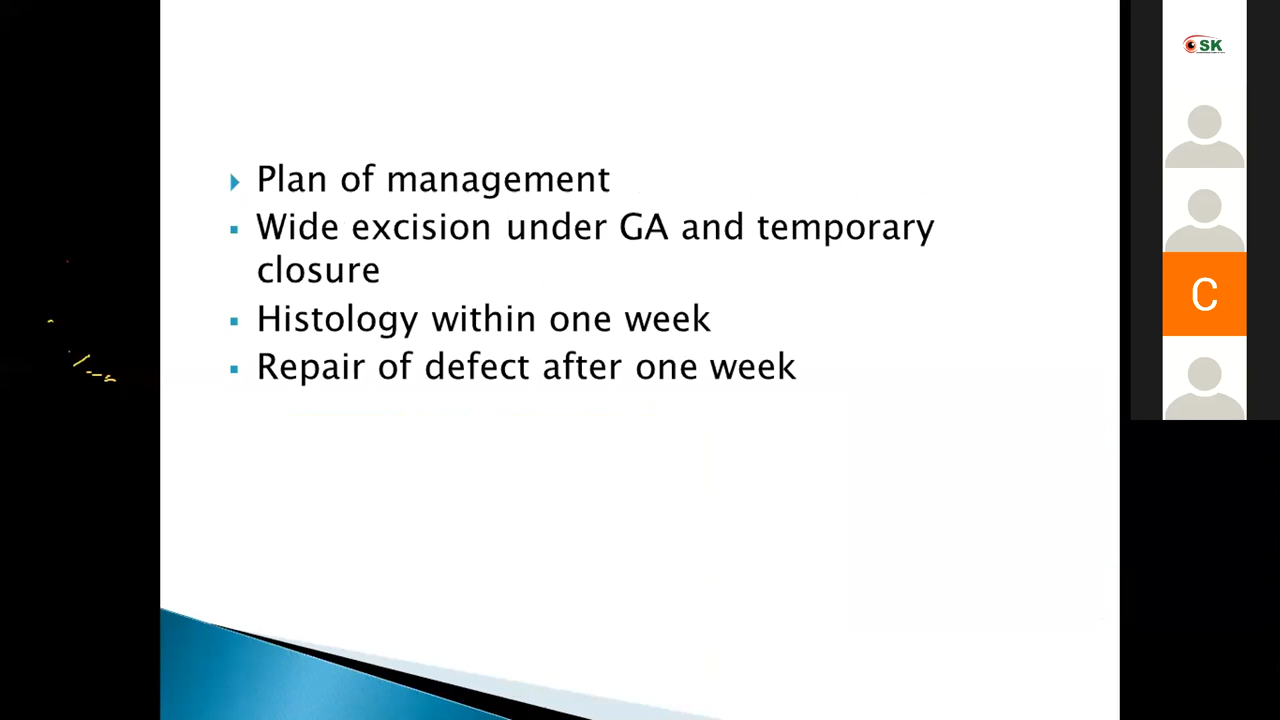 Plan of management
Wide excision under GA and temporary
closure
Histology within one week
Repair of defect after one week
SK
C